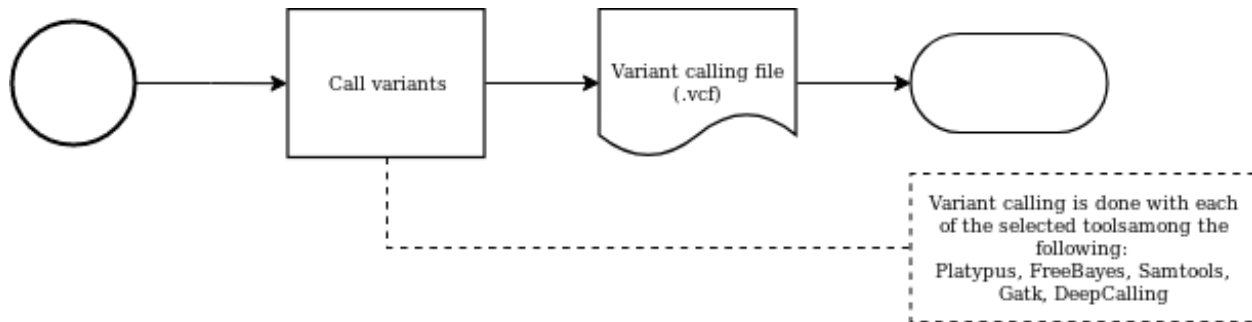 Call variants
Variant calling file
(.vcf)
Variant calling is done with each
of the selected toolsamong the
following:
Platypus, FreeBayes, Samtools,
Gatk, DeepCalling